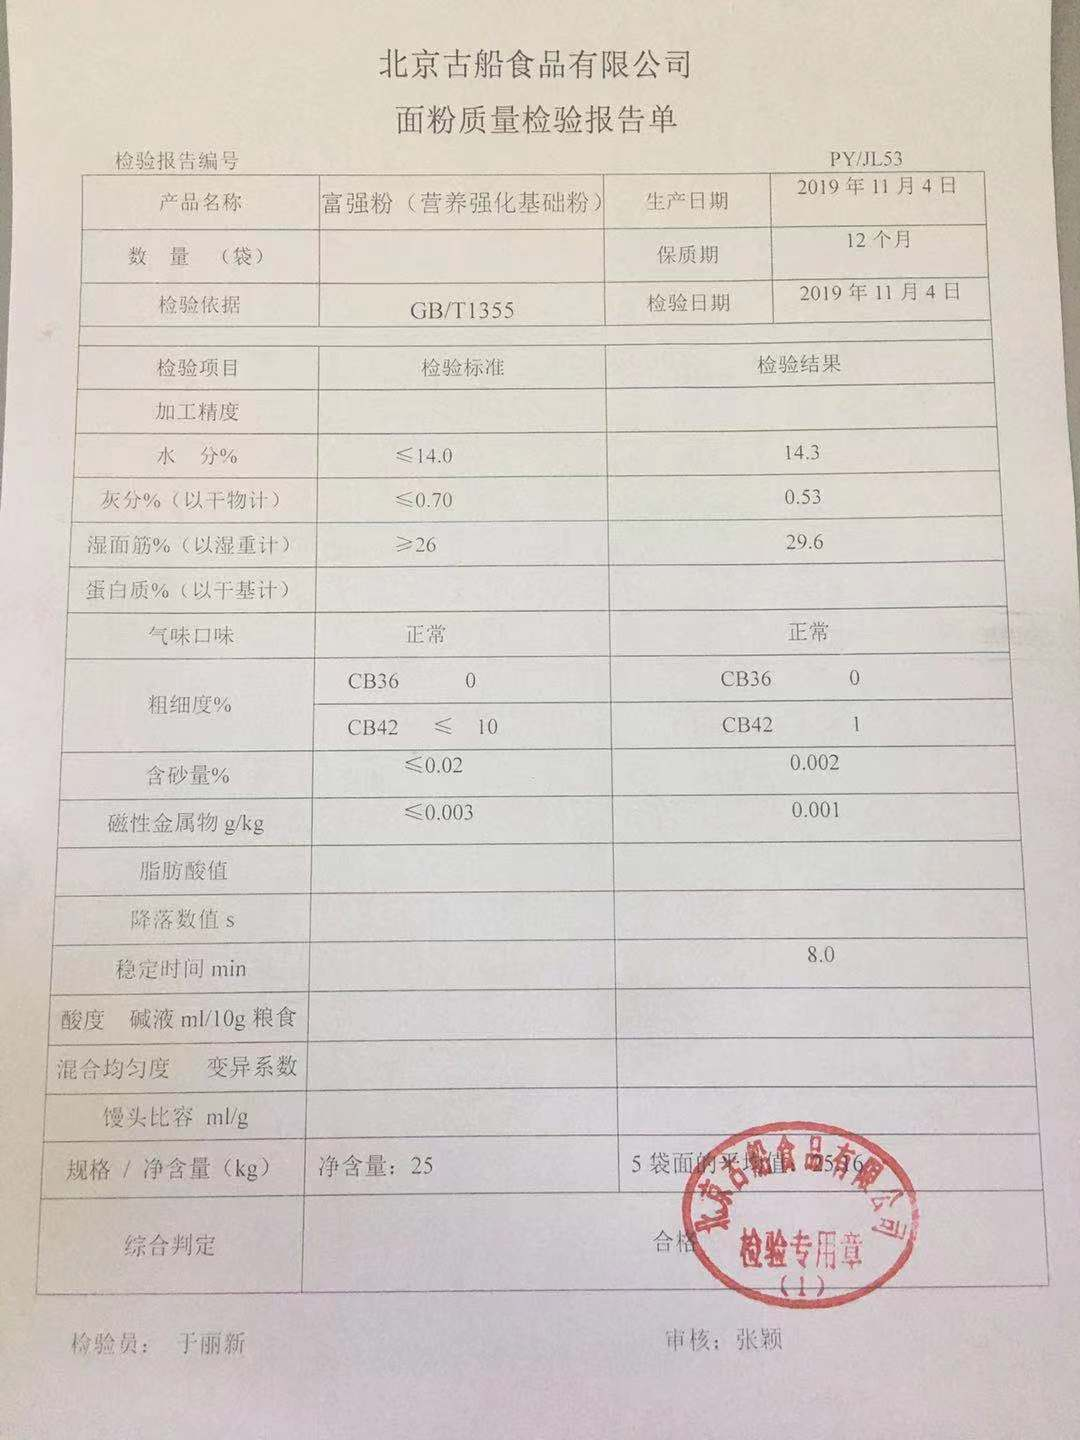 北京古船食品有限公司
面粉质量检验报告单
检验报告编号 PY/JL53
产品名称 富强粉（营养强化基础粉） 生产日期 2019 年 11 月 4 日
数 量 （袋） 保质期 12 个月
检验依据 GB/T1355 检验日期 2019 年 11 月 4 日
检验项目 检验标准 检验结果
加工精度
水 分% ≤14.0 14.3
灰分%（以干物计） ≤0.70 0.53
湿面筋%（以湿重计） ≥26 29.6
蛋白质%（以干基计）
气味口味 正常 正常
粗细度% CB36 0 CB36 0
CB42 ≤ 10 CB42 1
含砂量% ≤0.02 0.002
磁性金属物 g/kg ≤0.003 0.001
脂肪酸值
降落数值 s
稳定时间 min 8.0
酸度 碱液 ml/10g 粮食
混合均匀度 变异系数
馒头比容 ml/g
规格 / 净含量（kg） 净含量：25 5 袋面的平均值：25.16
综合判定 合格
北京古船食品有限公司
检验专用章
（1）
检验员： 于丽新 审核：张颖